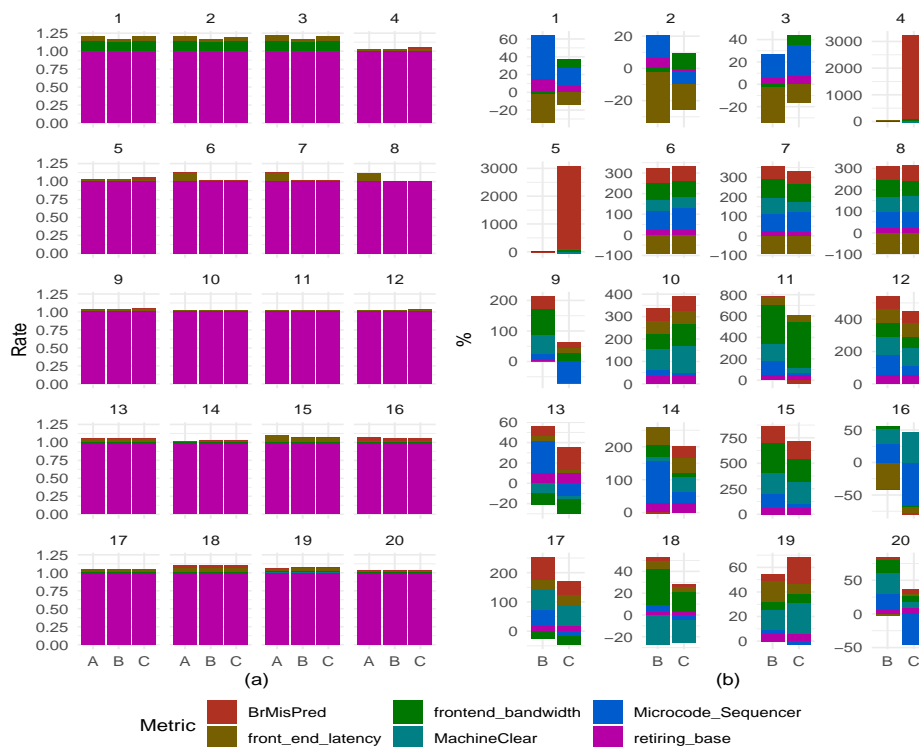 1 2 3 4 1 2 3 4
1.25 1.00 0.75 0.50 0.25 0.00 60 40 20 0 −20 20 0 −20 40 20 0 −20 3000 2000 1000 0
5 6 7 8 5 6 7 8
1.25 1.00 0.75 0.50 0.25 0.00 3000 2000 1000 0 300 200 100 0 −100 300 200 100 0 −100 300 200 100 0 −100
9 10 11 12 9 10 11 12
1.25 1.00 0.75 0.50 0.25 0.00 200 100 0 400 300 200 100 0 800 600 400 200 0 400 200 0
Rate
%
13 14 15 16 13 14 15 16
1.25 1.00 0.75 0.50 0.25 0.00 60 40 20 0 −20 200 100 0 750 500 250 0 50 0 −50
17 18 19 20 17 18 19 20
1.25 1.00 0.75 0.50 0.25 0.00 200 100 0 40 20 0 −20 60 40 20 0 50 0 −50
A B C A B C A B C A B C B C B C B C B C
(a) (b)
Metric
BrMisPred frontend_bandwidth Microcode_Sequencer
front_end_latency MachineClear retiring_base